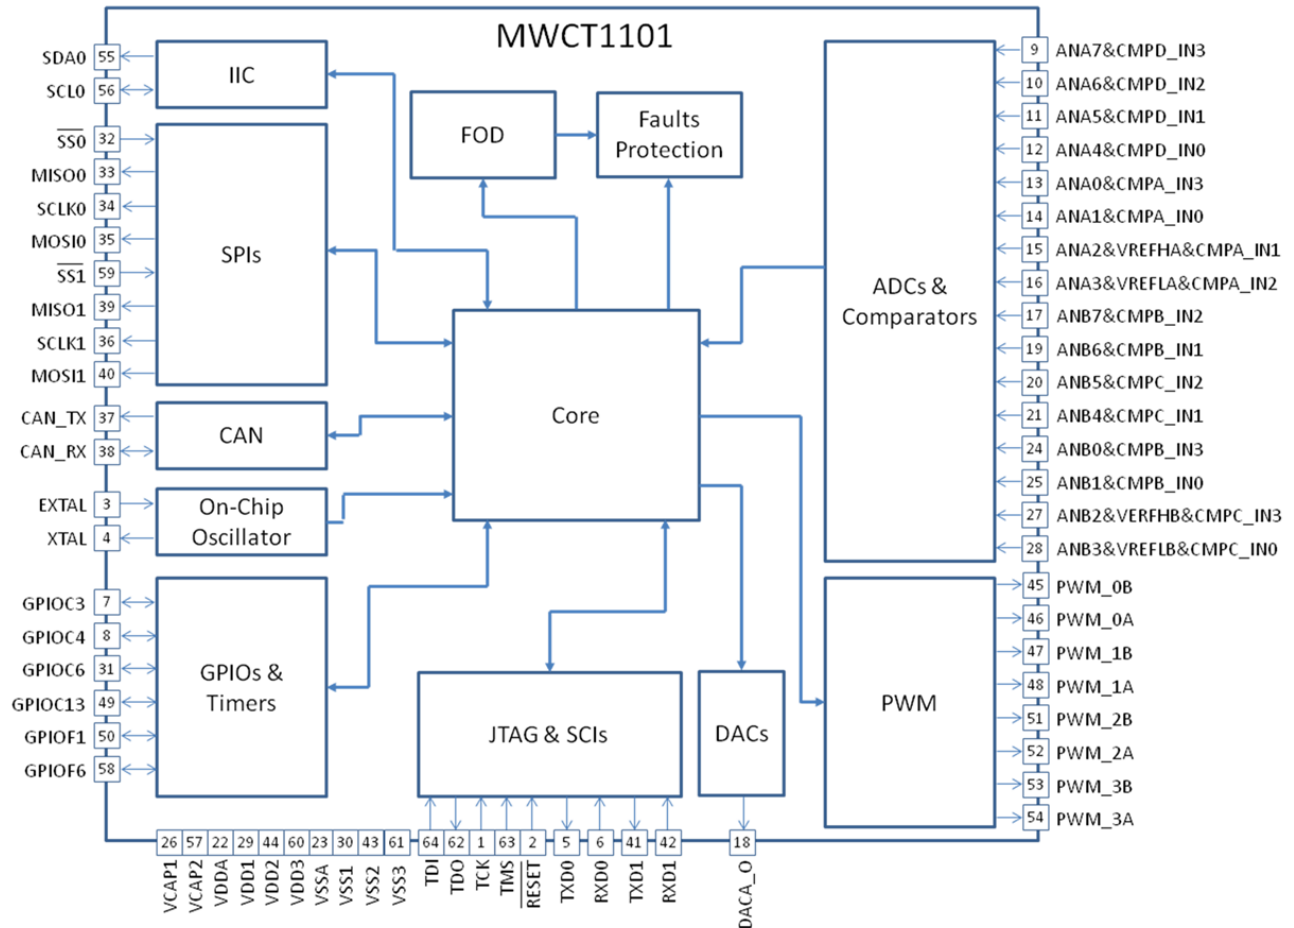 MWCT1101
SDA0 55
SCL0 56
IIC
SS0 32
MISO0 33
SCLK0 34
MOSI0 35
SS1 59
MISO1 39
SCLK1 36
MOSI1 40
SPIs
CAN_TX 37
CAN_RX 38
CAN
EXTAL 3
XTAL 4
On-Chip
Oscillator
GPIOC3 7
GPIOC4 8
GPIOC6 31
GPIOC13 49
GPIOF1 50
GPIOF6 58
GPIOs &
Timers
FOD
Faults
Protection
Core
JTAG & SCIs
DACs
ADCs &
Comparators
PWM
9 ANA7&CMPD_IN3
10 ANA6&CMPD_IN2
11 ANA5&CMPD_IN1
12 ANA4&CMPD_IN0
13 ANA0&CMPA_IN3
14 ANA1&CMPA_IN0
15 ANA2&VREFHA&CMPA_IN1
16 ANA3&VREFLA&CMPA_IN2
17 ANB7&CMPB_IN2
19 ANB6&CMPB_IN1
20 ANB5&CMPC_IN2
21 ANB4&CMPC_IN1
24 ANB0&CMPB_IN3
25 ANB1&CMPB_IN0
27 ANB2&VERFHB&CMPC_IN3
28 ANB3&VREFLB&CMPC_IN0
45 PWM_0B
46 PWM_0A
47 PWM_1B
48 PWM_1A
51 PWM_2B
52 PWM_2A
53 PWM_3B
54 PWM_3A
26 VCAP1
57 VCAP2
22 VDDA
29 VDD1
44 VDD2
60 VDD3
23 VSSA
30 VSS1
43 VSS2
61 VSS3
64 TDI
62 TDO
1 TCK
63 TMS
2 RESET
5 TXD0
6 RXD0
41 TXD1
42 RXD1
18 DACA_O